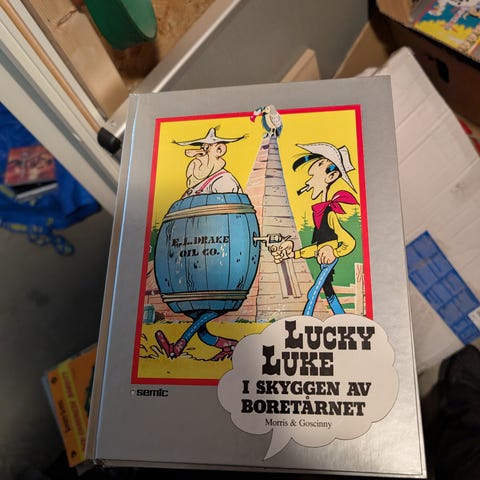 E.L. DRAKE
OIL CO.
LUCKY
LUKE
I SKYGGEN AV
BORETÅRNET
Morris & Goscinny
semic